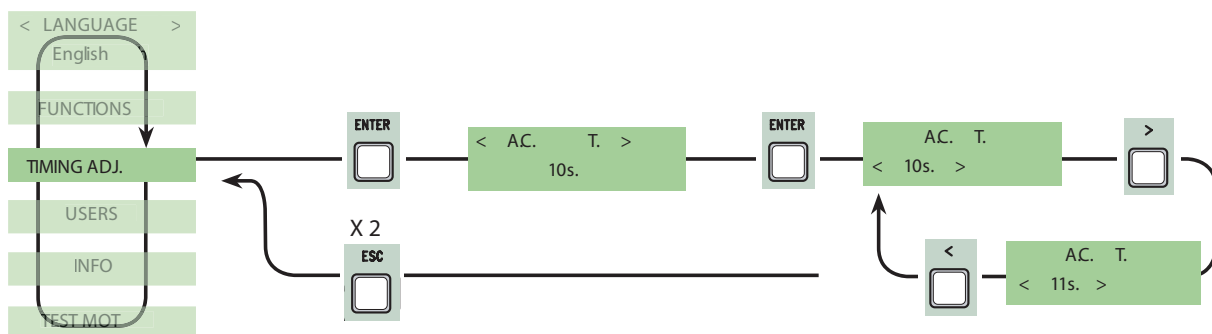 < LANGUAGE >
English
FUNCTIONS
TIMING ADJ.
USERS
INFO
TEST MOT
ENTER
< A.C. T. >
10s.
ENTER
A.C. T.
< 10s. >
>
X 2
ESC
<
A.C. T.
< 11s. >